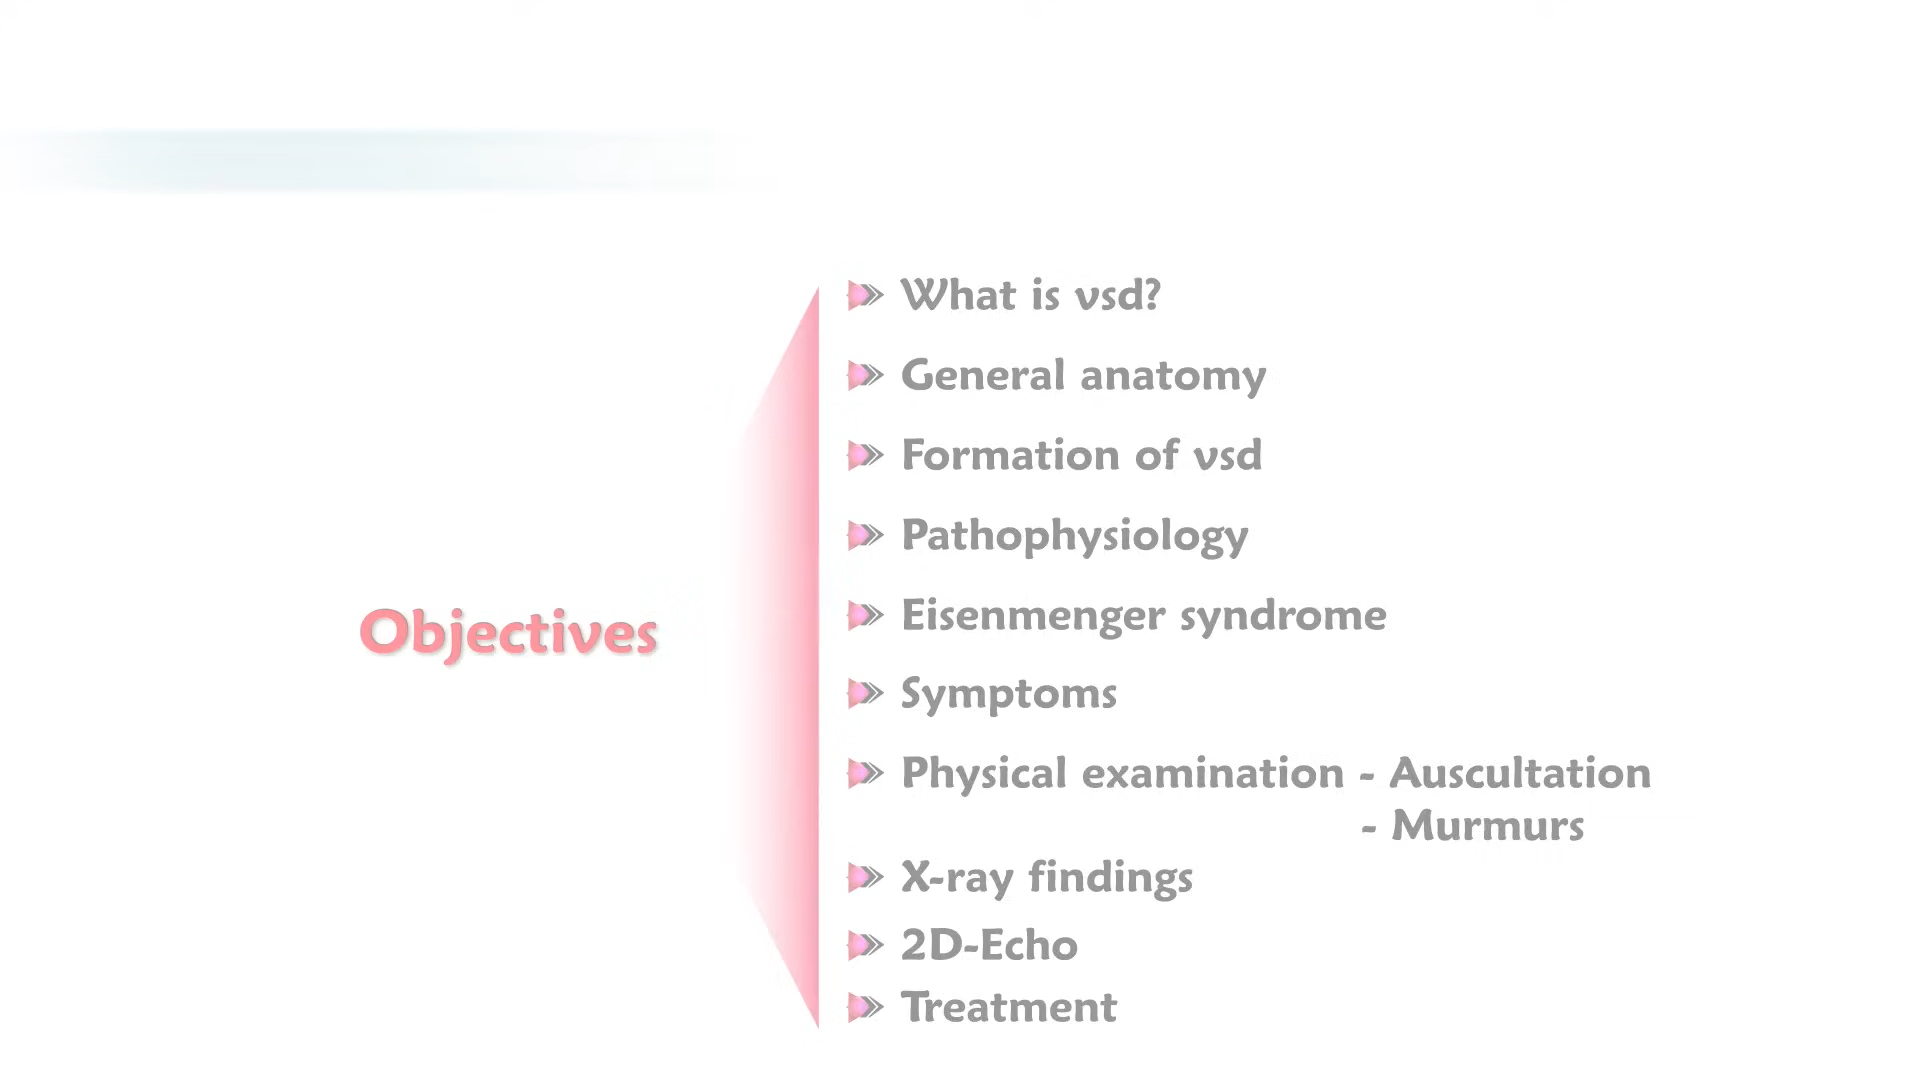 Objectives
What is vsd?
General anatomy
Formation of vsd
Pathophysiology
Eisenmenger syndrome
Symptoms
Physical examination - Auscultation
- Murmurs
X-ray findings
2D-Echo
Treatment